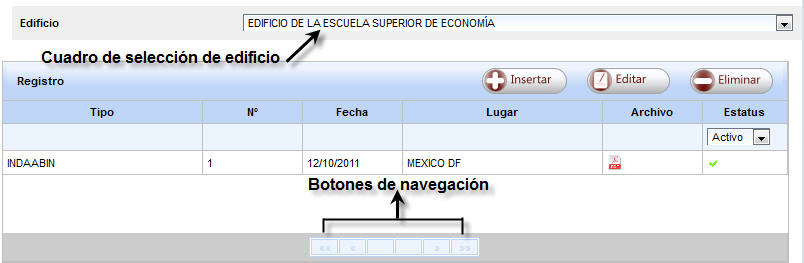 Edificio EDIFICIO DE LA ESCUELA SUPERIOR DE ECONOMÍA
Cuadro de selección de edificio
Registro Insertar Editar Eliminar
Tipo Nº Fecha Lugar Archivo Estatus
Activo
INDAABIN 1 12/10/2011 MEXICO DF
Botones de navegación
«« « » »»